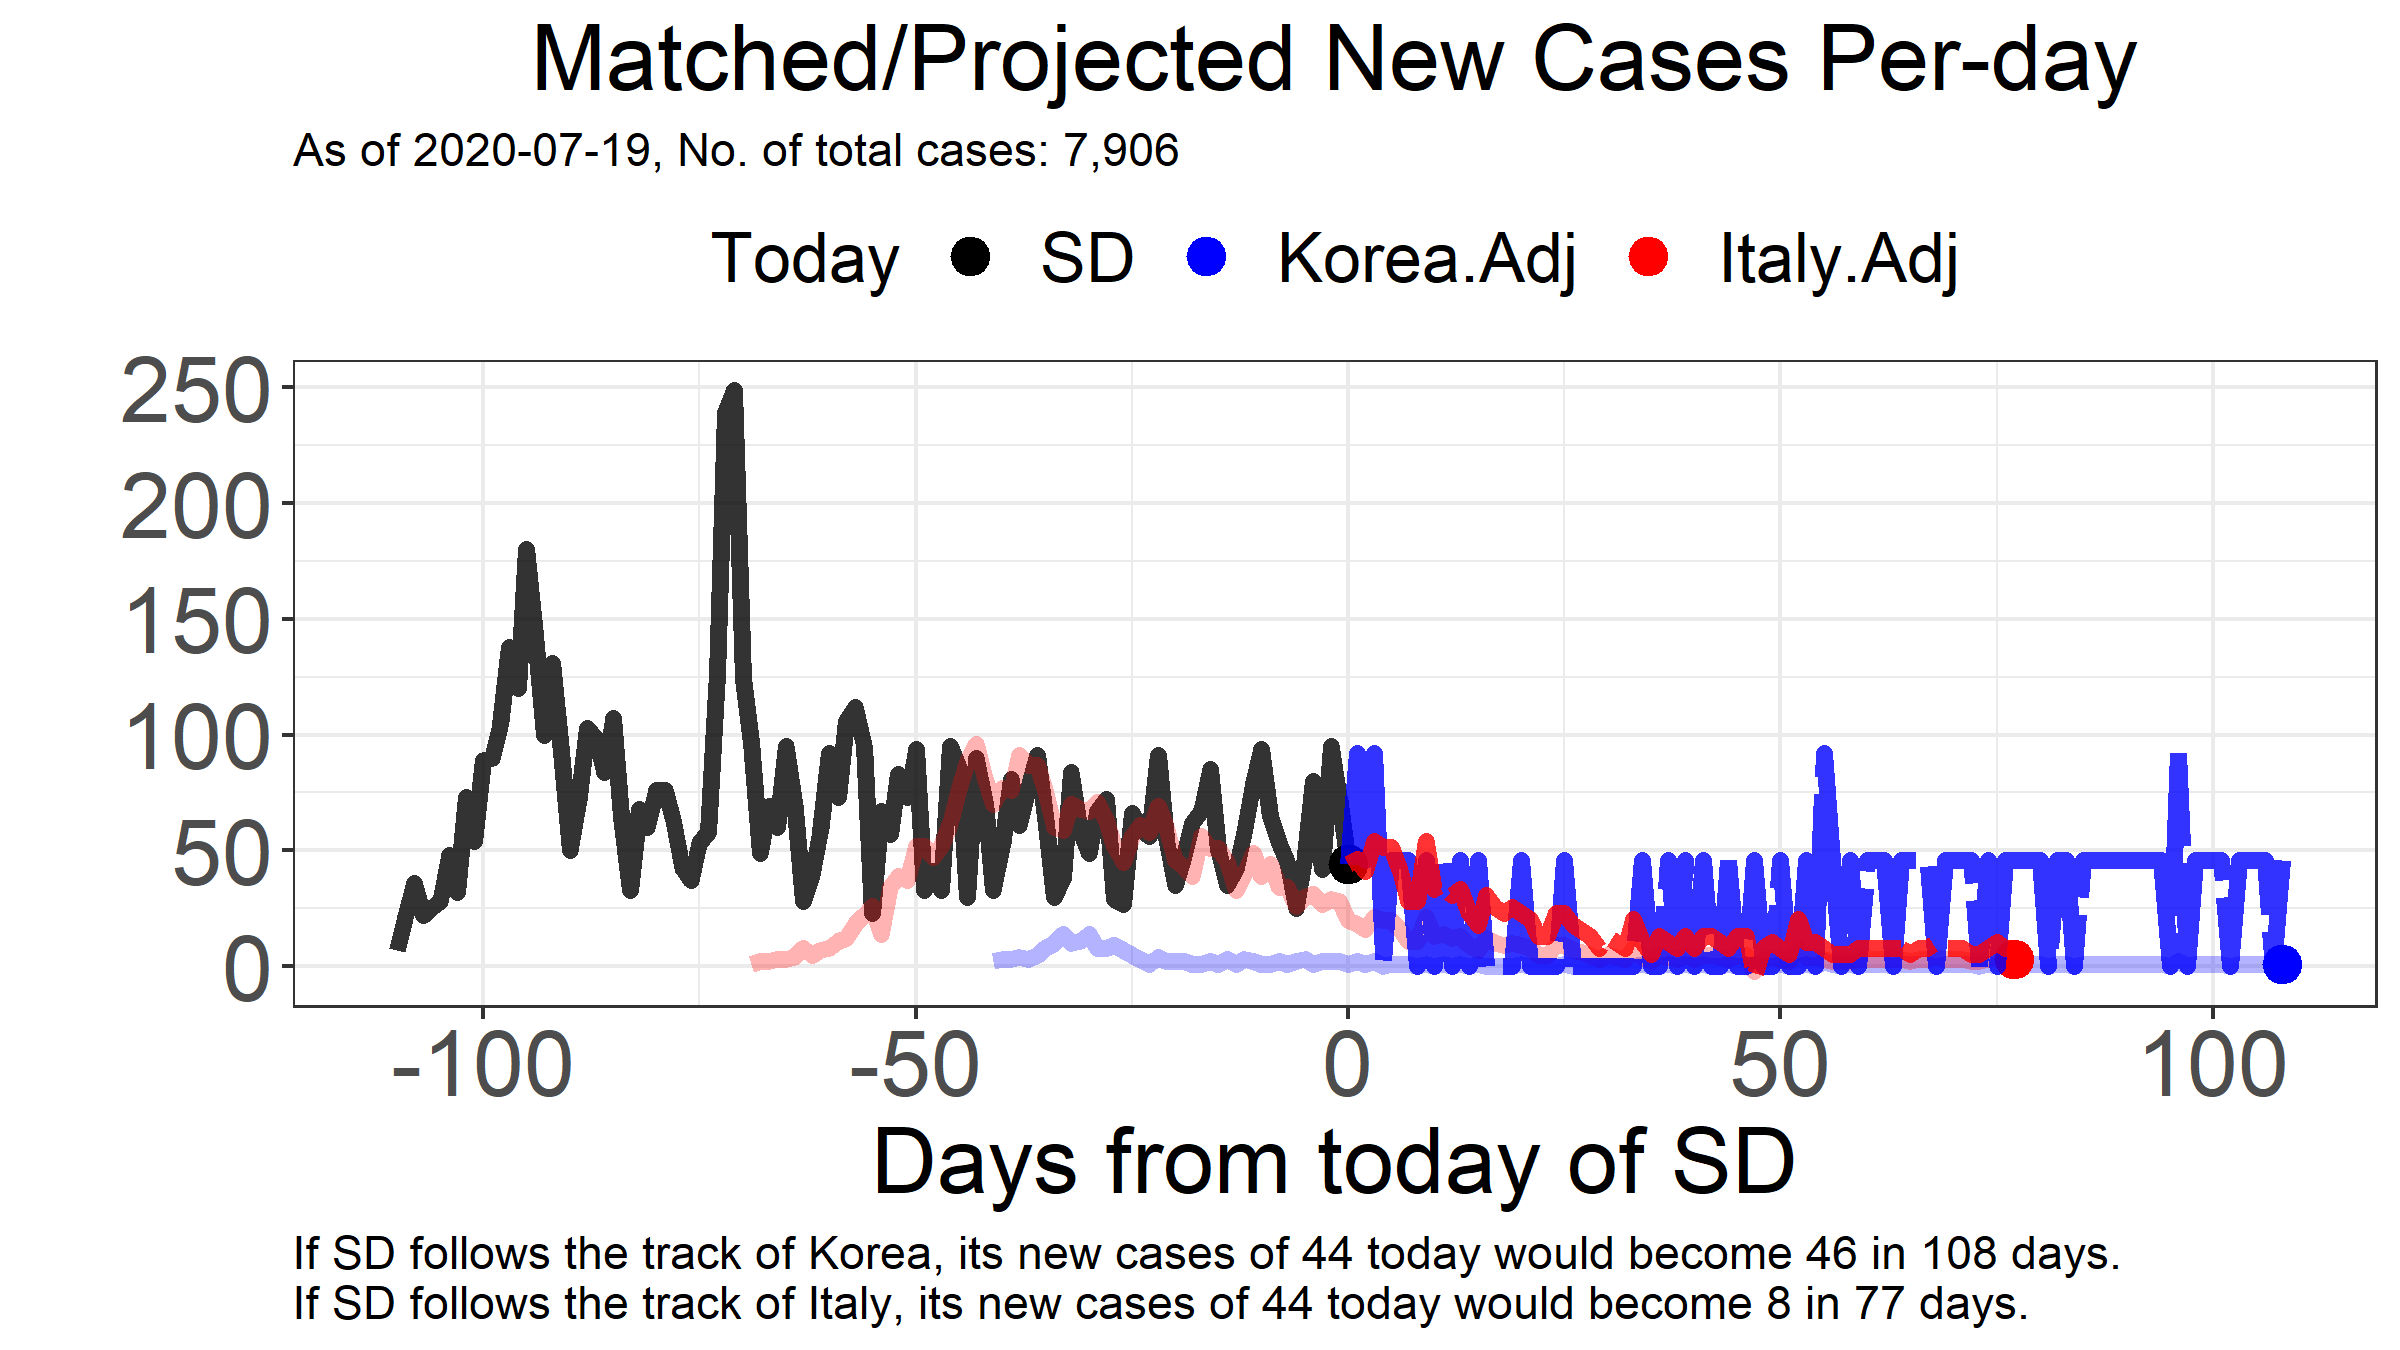 Matched/Projected New Cases Per-day
As of 2020-07-19, No. of total cases: 7,906
Today SD Korea.Adj Italy.Adj
250
200
150
100
50
0
-100 -50 0 50 100
Days from today of SD
If SD follows the track of Korea, its new cases of 44 today would become 46 in 108 days.
If SD follows the track of Italy, its new cases of 44 today would become 8 in 77 days.